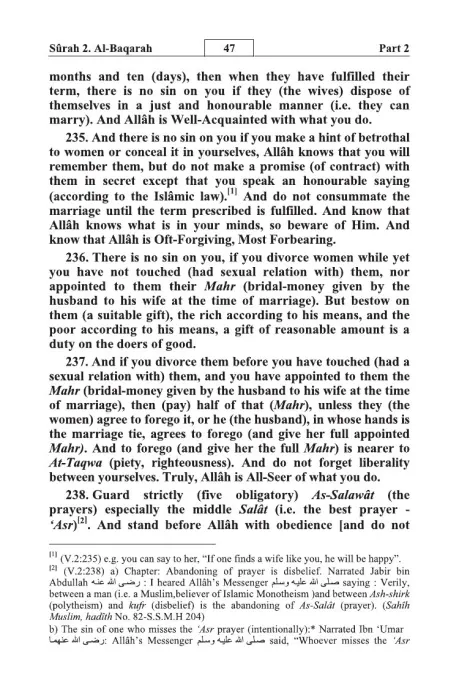 Sûrah 2. Al-Baqarah 47 Part 2
months and ten (days), then when they have fulfilled their
term, there is no sin on you if they (the wives) dispose of
themselves in a just and honourable manner (i.e. they can
marry). And Allâh is Well-Acquainted with what you do.
235. And there is no sin on you if you make a hint of betrothal
to women or conceal it in yourselves, Allâh knows that you will
remember them, but do not make a promise (of contract) with
them in secret except that you speak an honourable saying
(according to the Islâmic law).[1] And do not consummate the
marriage until the term prescribed is fulfilled. And know that
Allâh knows what is in your minds, so beware of Him. And
know that Allâh is Oft-Forgiving, Most Forbearing.
236. There is no sin on you, if you divorce women while yet
you have not touched (had sexual relation with) them, nor
appointed to them their Mahr (bridal-money given by the
husband to his wife at the time of marriage). But bestow on
them (a suitable gift), the rich according to his means, and the
poor according to his means, a gift of reasonable amount is a
duty on the doers of good.
237. And if you divorce them before you have touched (had a
sexual relation with) them, and you have appointed to them the
Mahr (bridal-money given by the husband to his wife at the time
of marriage), then (pay) half of that (Mahr), unless they (the
women) agree to forego it, or he (the husband), in whose hands is
the marriage tie, agrees to forego (and give her full appointed
Mahr). And to forego (and give her the full Mahr) is nearer to
At-Taqwa (piety, righteousness). And do not forget liberality
between yourselves. Truly, Allâh is All-Seer of what you do.
238. Guard strictly (five obligatory) As-Salawât (the
prayers) especially the middle Salât (i.e. the best prayer -
‘Asr)[2]. And stand before Allâh with obedience [and do not
[1] (V.2:235) e.g. you can say to her, “If one finds a wife like you, he will be happy”.
[2] (V.2:238) a) Chapter: Abandoning of prayer is disbelief. Narrated Jabir bin
Abdullah رضى الله عنه : I heared Allâh’s Messenger صلى الله عليه وسلم saying : Verily,
between a man (i.e. a Muslim,believer of Islamic Monotheism )and between Ash-shirk
(polytheism) and kufr (disbelief) is the abandoning of As-Salât (prayer). (Sahîh
Muslim, hadîth No. 82-S.S.M.H 204)
b) The sin of one who misses the ‘Asr prayer (intentionally):* Narrated Ibn ‘Umar
رضى الله عنهما: Allâh’s Messenger صلى الله عليه وسلم said, “Whoever misses the ‘Asr